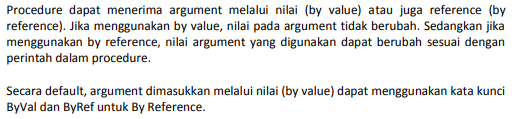 Procedure dapat menerima argument melalui nilai (by value) atau juga reference (by
reference). Jika menggunakan by value, nilai pada argument tidak berubah. Sedangkan jika
menggunakan by reference, nilai argument yang digunakan dapat berubah sesuai dengan
perintah dalam procedure.
Secara default, argument dimasukkan melalui nilai (by value) dapat menggunakan kata kunci
ByVal dan ByRef untuk By Reference.